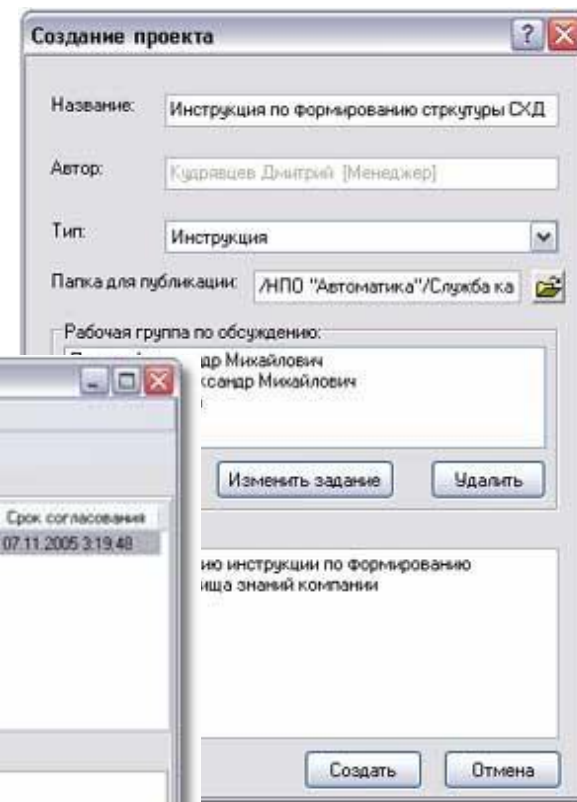 Создание проекта
Название: Инструкция по формированию стркутуры СХД
Автор: Кудрявцев Дмитрий [Менеджер]
Тип: Инструкция
Папка для публикации: /НПО "Автоматика"/Служба ка
Рабочая группа по обсуждению:
др Михайлович
ксандр Михайлович
Изменить задание Удалить
Срок согласования
07.11.2005 3:19:48
ию инструкции по формированию
ища знаний компании
Создать Отмена